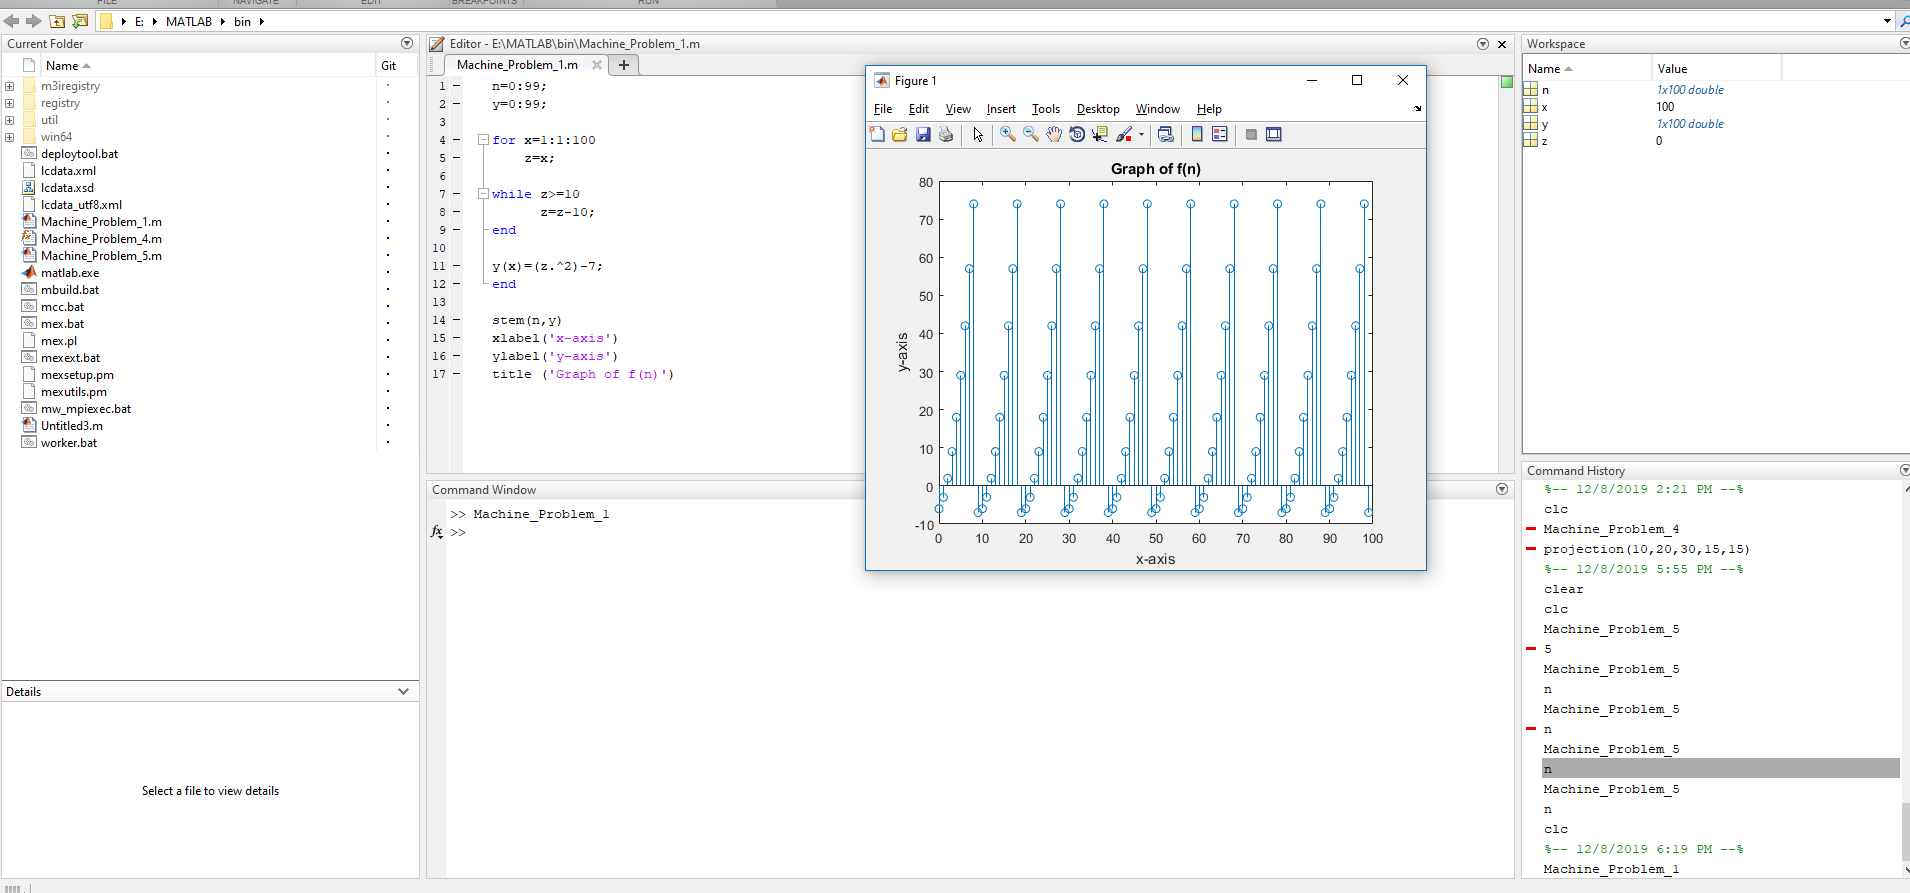 FILE NAVIGATE EDIT BREAKPOINTS RUN
E: MATLAB bin
Current Folder
Name Git
m3iregistry
registry
util
win64
deploytool.bat
lcdata.xml
lcdata.xsd
lcdata_utf8.xml
Machine_Problem_1.m
Machine_Problem_4.m
Machine_Problem_5.m
matlab.exe
mbuild.bat
mcc.bat
mex.bat
mex.pl
mexext.bat
mexsetup.pm
mexutils.pm
mw_mpiexec.bat
Untitled3.m
worker.bat
Details
Select a file to view details
Editor - E:\MATLAB\bin\Machine_Problem_1.m
Machine_Problem_1.m
1 n=0:99;
2 y=0:99;
3
4 for x=1:1:100
5 z=x;
6
7 while z>=10
8 z=z-10;
9 end
10
11 y(x)=(z.^2)-7;
12 end
13
14 stem(n,y)
15 xlabel('x-axis')
16 ylabel('y-axis')
17 title ('Graph of f(n)')
Command Window
>> Machine_Problem_1
fx >>
Figure 1
File Edit View Insert Tools Desktop Window Help
Graph of f(n)
80
70
60
50
40
30
20
10
0
-10
y-axis
0 10 20 30 40 50 60 70 80 90 100
x-axis
Workspace
Name Value
n 1x100 double
x 100
y 1x100 double
z 0
Command History
%-- 12/8/2019 2:21 PM --%
clc
Machine_Problem_4
projection(10,20,30,15,15)
%-- 12/8/2019 5:55 PM --%
clear
clc
Machine_Problem_5
5
Machine_Problem_5
n
Machine_Problem_5
n
Machine_Problem_5
n
Machine_Problem_5
n
clc
%-- 12/8/2019 6:19 PM --%
Machine_Problem_1